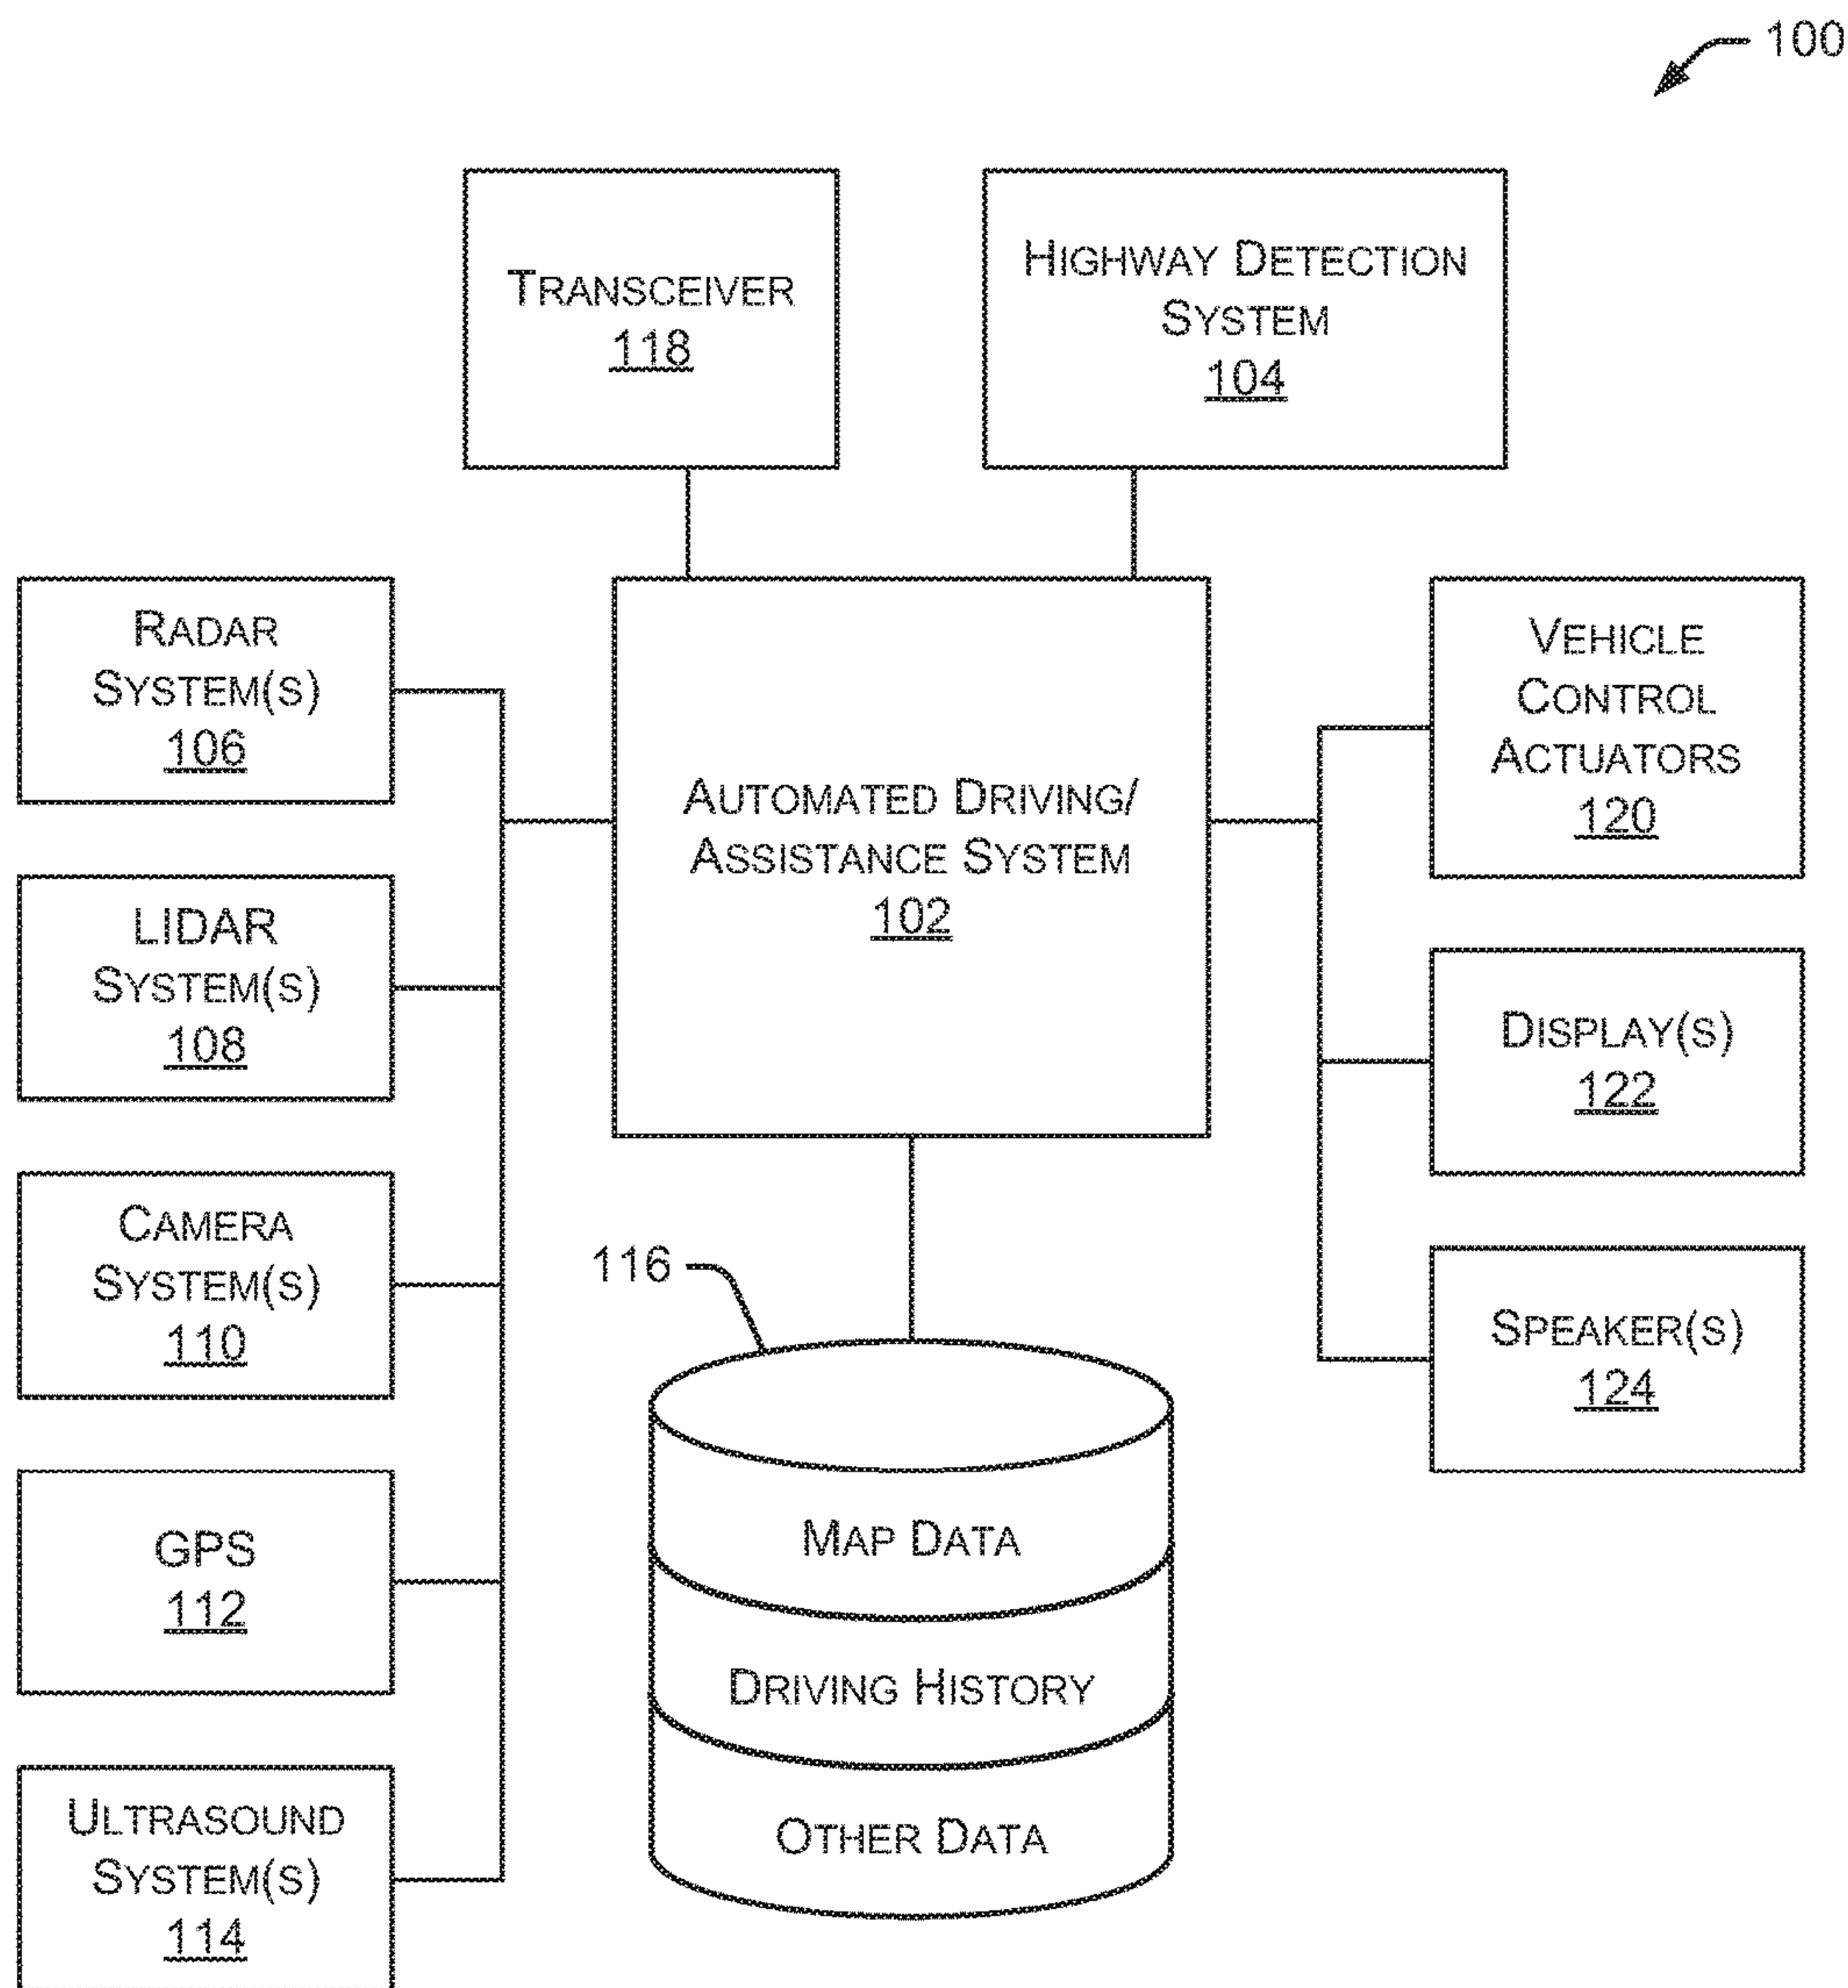 100
TRANSCEIVER
118
HIGHWAY DETECTION
SYSTEM
104
RADAR
SYSTEM(S)
106
LIDAR
SYSTEM(S)
108
CAMERA
SYSTEM(S)
110
GPS
112
ULTRASOUND
SYSTEM(S)
114
AUTOMATED DRIVING/
ASSISTANCE SYSTEM
102
116
MAP DATA
DRIVING HISTORY
OTHER DATA
VEHICLE
CONTROL
ACTUATORS
120
DISPLAY(S)
122
SPEAKER(S)
124